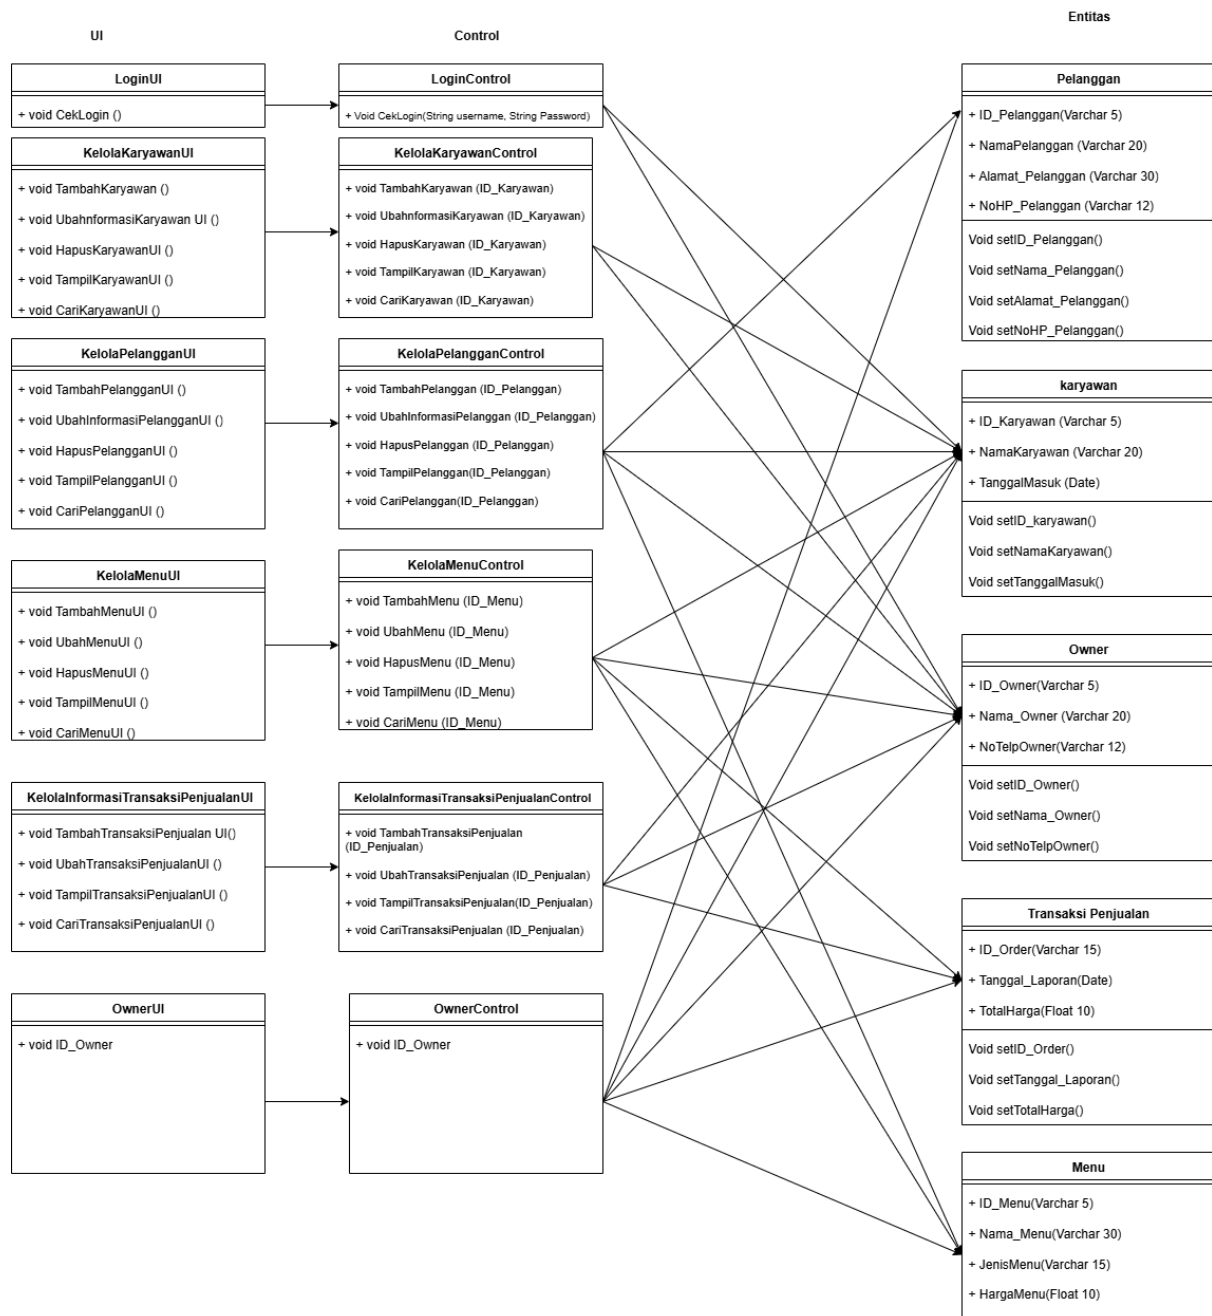 UI
Control
Entitas
LoginUI
+ void CekLogin ()
LoginControl
+ Void CekLogin(String username, String Password)
Pelanggan
+ ID_Pelanggan(Varchar 5)
+ NamaPelanggan (Varchar 20)
+ Alamat_Pelanggan (Varchar 30)
+ NoHP_Pelanggan (Varchar 12)
Void setID_Pelanggan()
Void setNama_Pelanggan()
Void setAlamat_Pelanggan()
Void setNoHP_Pelanggan()
KelolaKaryawanUI
+ void TambahKaryawan ()
+ void UbahnformasiKaryawan UI ()
+ void HapusKaryawanUI ()
+ void TampilKaryawanUI ()
+ void CariKaryawanUI ()
KelolaKaryawanControl
+ void TambahKaryawan (ID_Karyawan)
+ void UbahnformasiKaryawan (ID_Karyawan)
+ void HapusKaryawan (ID_Karyawan)
+ void TampilKaryawan (ID_Karyawan)
+ void CariKaryawan (ID_Karyawan)
KelolaPelangganUI
+ void TambahPelangganUI ()
+ void UbahInformasiPelangganUI ()
+ void HapusPelangganUI ()
+ void TampilPelangganUI ()
+ void CariPelangganUI ()
KelolaPelangganControl
+ void TambahPelanggan (ID_Pelanggan)
+ void UbahInformasiPelanggan (ID_Pelanggan)
+ void HapusPelanggan (ID_Pelanggan)
+ void TampilPelanggan(ID_Pelanggan)
+ void CariPelanggan(ID_Pelanggan)
karyawan
+ ID_Karyawan (Varchar 5)
+ NamaKaryawan (Varchar 20)
+ TanggalMasuk (Date)
Void setID_karyawan()
Void setNamaKaryawan()
Void setTanggalMasuk()
KelolaMenuUI
+ void TambahMenuUI ()
+ void UbahMenuUI ()
+ void HapusMenuUI ()
+ void TampilMenuUI ()
+ void CariMenuUI ()
KelolaMenuControl
+ void TambahMenu (ID_Menu)
+ void UbahMenu (ID_Menu)
+ void HapusMenu (ID_Menu)
+ void TampilMenu (ID_Menu)
+ void CariMenu (ID_Menu)
Owner
+ ID_Owner(Varchar 5)
+ Nama_Owner (Varchar 20)
+ NoTelpOwner(Varchar 12)
Void setID_Owner()
Void setNama_Owner()
Void setNoTelpOwner()
KelolaInformasiTransaksiPenjualanUI
+ void TambahTransaksiPenjualan UI()
+ void UbahTransaksiPenjualanUI ()
+ void TampilTransaksiPenjualanUI ()
+ void CariTransaksiPenjualanUI ()
KelolaInformasiTransaksiPenjualanControl
+ void TambahTransaksiPenjualan
(ID_Penjualan)
+ void UbahTransaksiPenjualan (ID_Penjualan)
+ void TampilTransaksiPenjualan(ID_Penjualan)
+ void CariTransaksiPenjualan (ID_Penjualan)
Transaksi Penjualan
+ ID_Order(Varchar 15)
+ Tanggal_Laporan(Date)
+ TotalHarga(Float 10)
Void setID_Order()
Void setTanggal_Laporan()
Void setTotalHarga()
OwnerUI
+ void ID_Owner
OwnerControl
+ void ID_Owner
Menu
+ ID_Menu(Varchar 5)
+ Nama_Menu(Varchar 30)
+ JenisMenu(Varchar 15)
+ HargaMenu(Float 10)